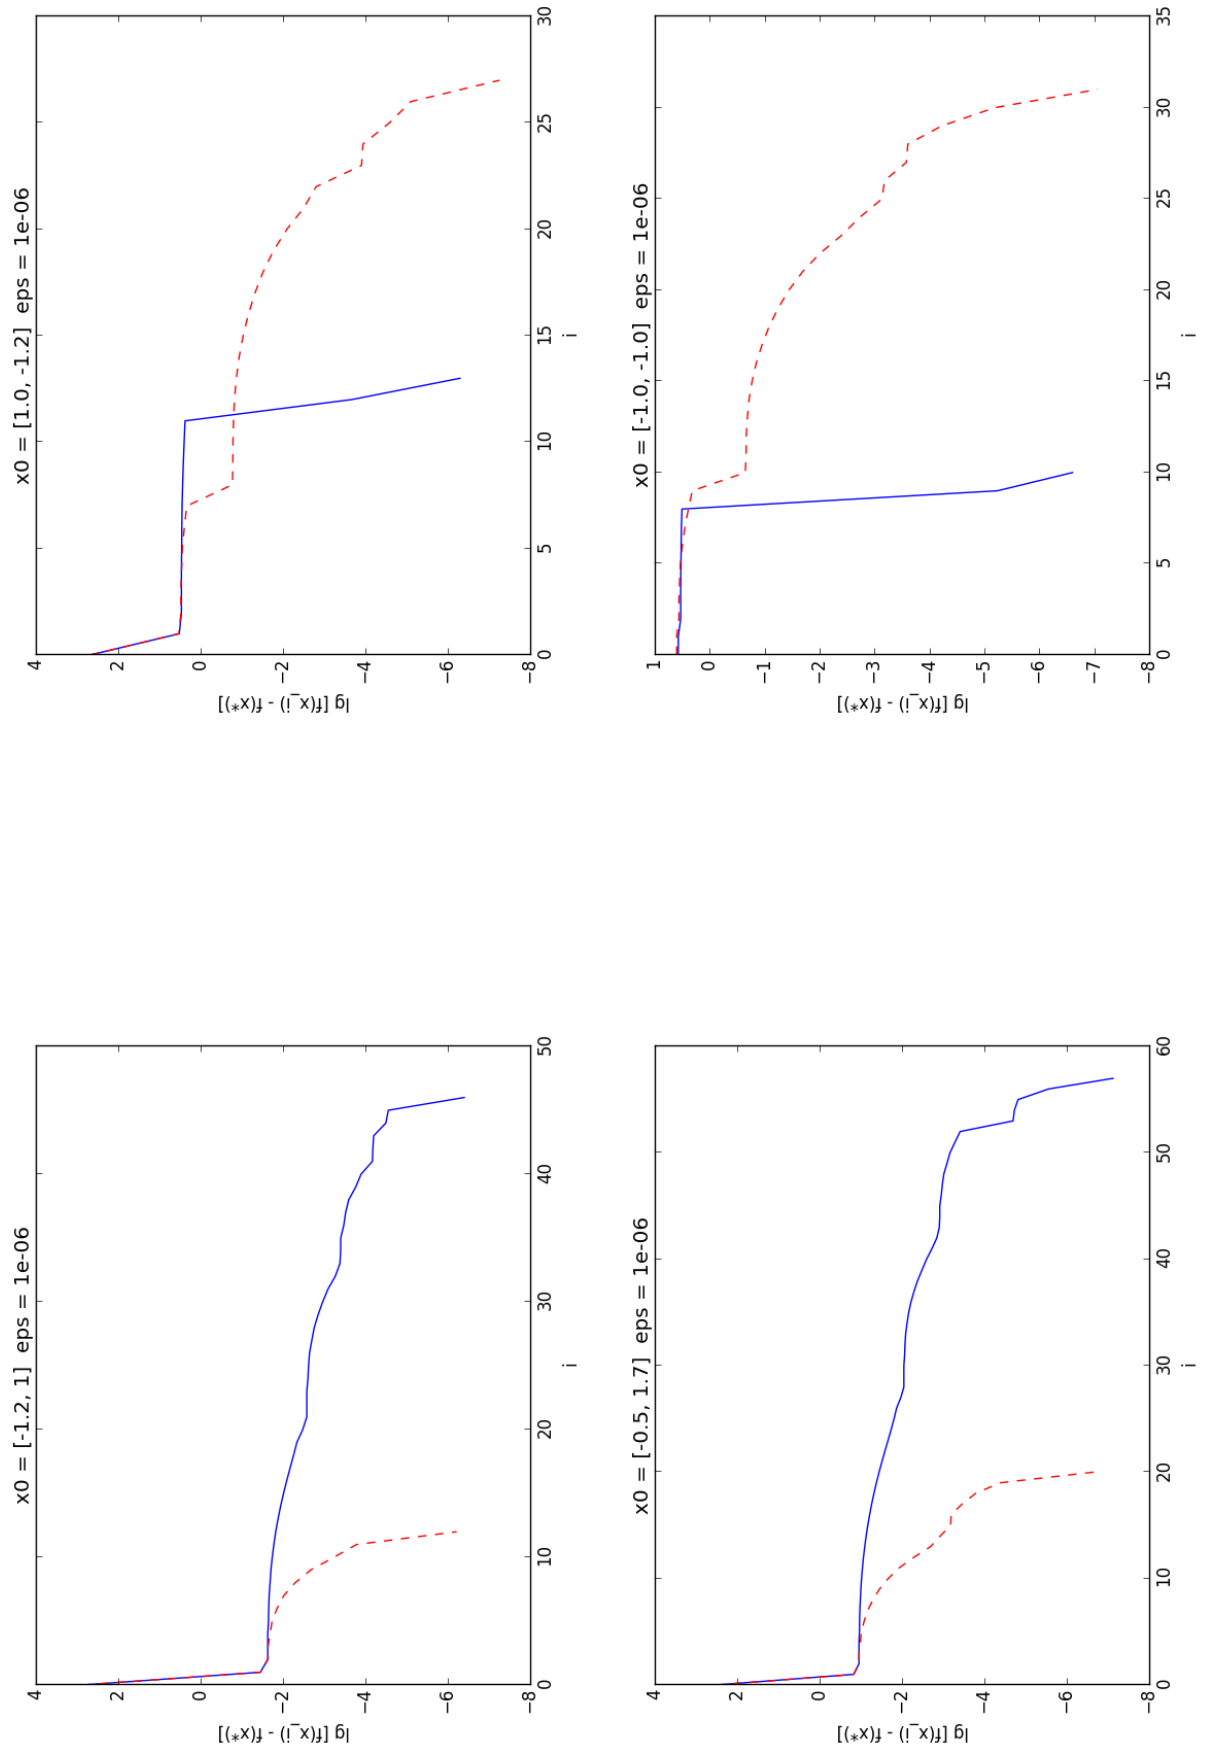 x0 = [-1.2, 1] eps = 1e-06
lg [f(x_i) - f(x*)]
4
2
0
−2
−4
−6
−8
0 10 20 30 40 50
i
x0 = [1.0, -1.2] eps = 1e-06
lg [f(x_i) - f(x*)]
4
2
0
−2
−4
−6
−8
0 5 10 15 20 25 30
i
x0 = [-0.5, 1.7] eps = 1e-06
lg [f(x_i) - f(x*)]
4
2
0
−2
−4
−6
−8
0 10 20 30 40 50 60
i
x0 = [-1.0, -1.0] eps = 1e-06
lg [f(x_i) - f(x*)]
1
0
−1
−2
−3
−4
−5
−6
−7
−8
0 5 10 15 20 25 30 35
i